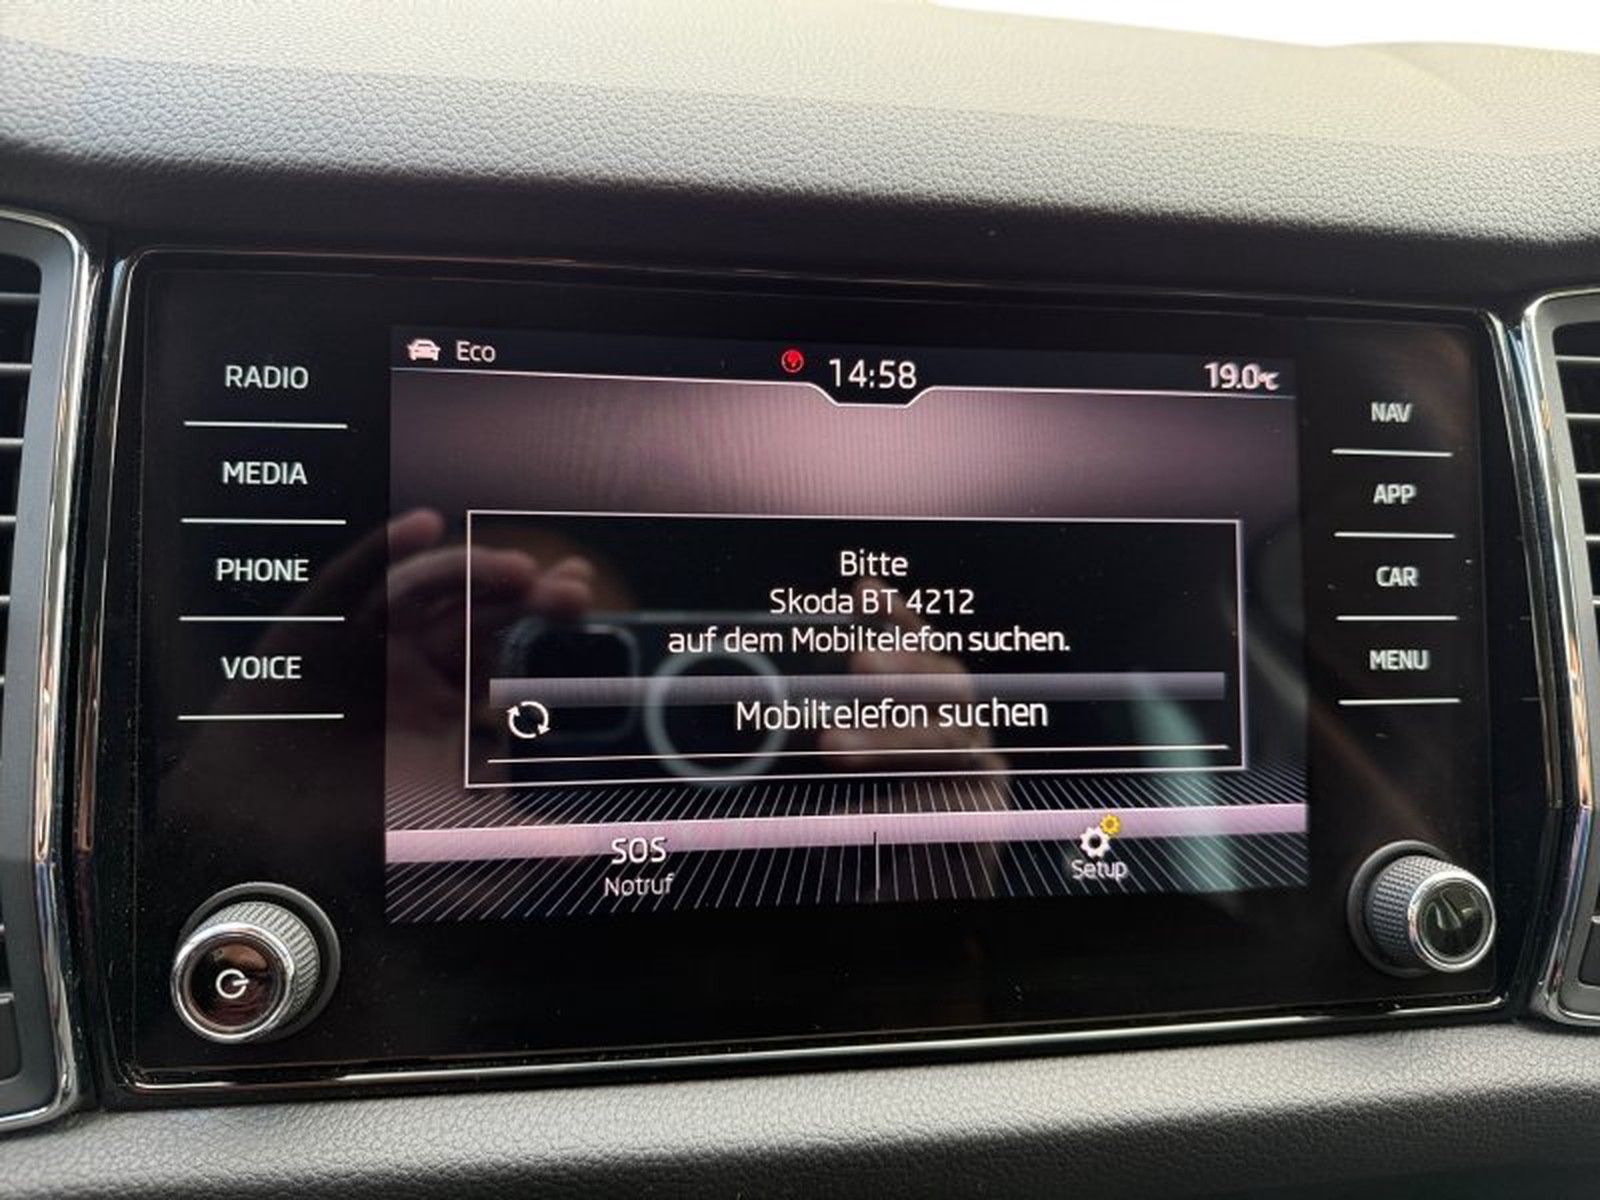 Eco
14:58
19.0°C
RADIO
MEDIA
PHONE
VOICE
NAV
APP
CAR
MENU
Bitte
Skoda BT 4212
auf dem Mobiltelefon suchen.
Mobiltelefon suchen
SOS
Notruf
Setup